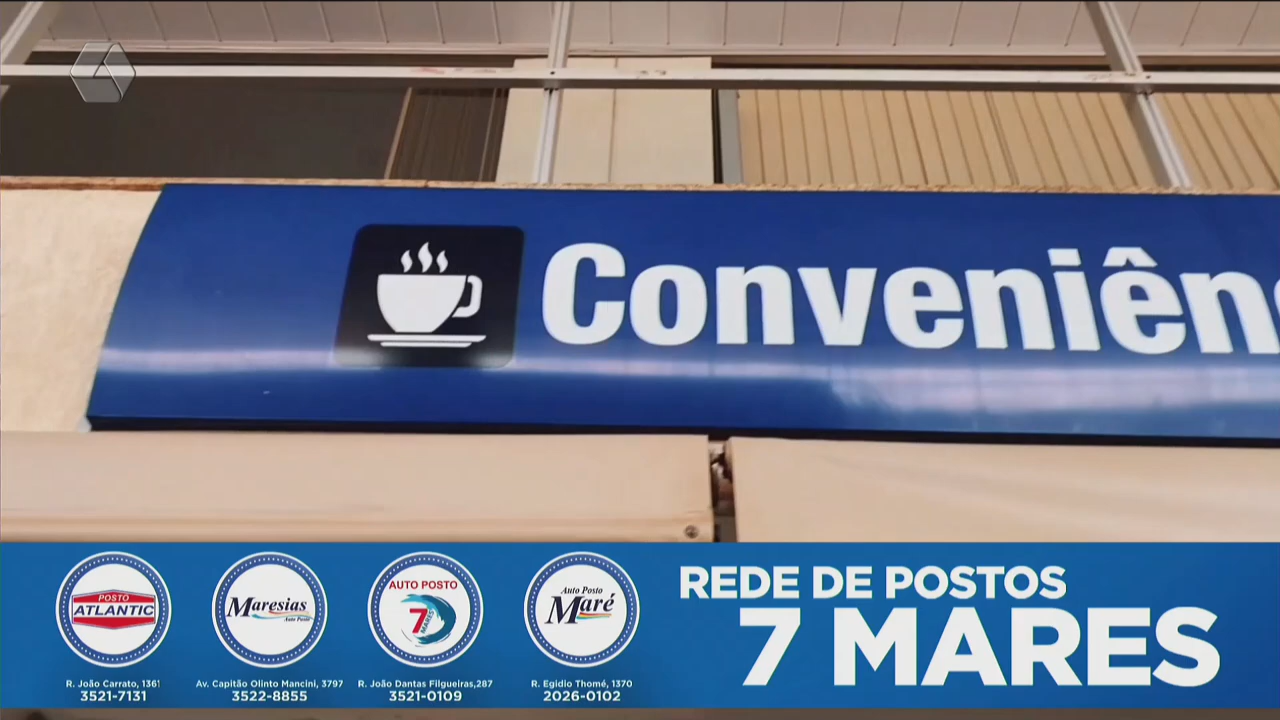 Conveniên
POSTO
ATLANTIC
R. João Carrato, 1361
3521-7131
Maresias
Auto Posto
Av. Capitão Olinto Mancini, 3797
3522-8855
AUTO POSTO
7
MARES
R. João Dantas Filgueiras,287
3521-0109
Auto Posto
Maré
R. Egidio Thomé, 1370
2026-0102
REDE DE POSTOS
7 MARES